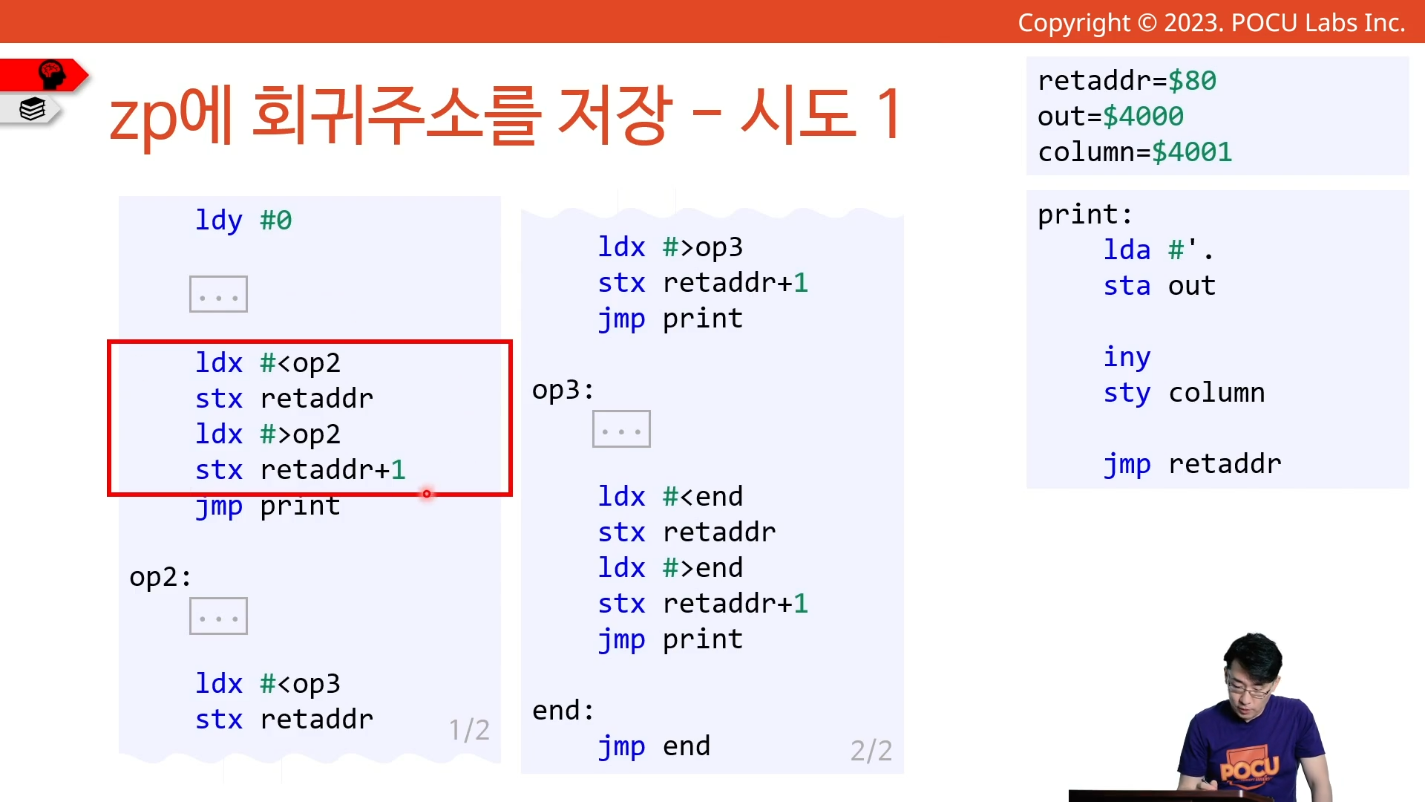 Copyright © 2023. POCU Labs Inc.
zp에 회귀주소를 저장 – 시도 1
ldy #0
...
ldx #<op2
stx retaddr
ldx #>op2
stx retaddr+1
jmp print
op2:
...
ldx #<op3
stx retaddr
1/2
ldx #>op3
stx retaddr+1
jmp print
op3:
...
ldx #<end
stx retaddr
ldx #>end
stx retaddr+1
jmp print
end:
jmp end
2/2
retaddr=$80
out=$4000
column=$4001
print:
lda #'.
sta out
iny
sty column
jmp retaddr
POCU